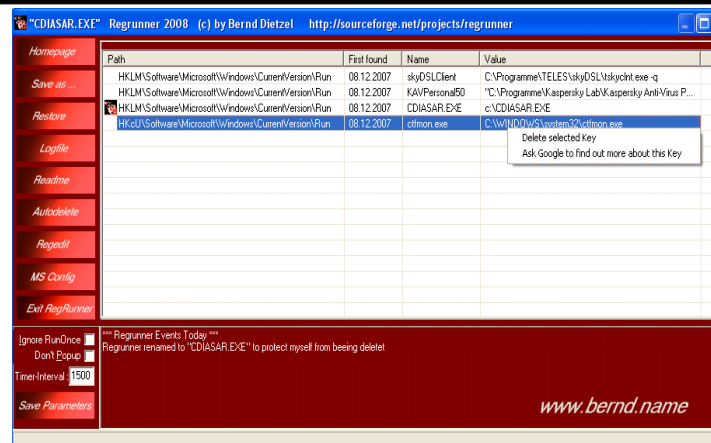 "CDIASAR.EXE" Regrunner 2008 (c) by Bernd Dietzel http://sourceforge.net/projects/regrunner
Homepage
Save as ...
Restore
Logfile
Readme
Autodelete
Regedit
MS Config
Exit RegRunner
Path First found Name Value
HKLM\Software\Microsoft\Windows\CurrentVersion\Run 08.12.2007 skyDSLClient C:\Programme\TELES\skyDSL\tskyclnt.exe -q
HKLM\Software\Microsoft\Windows\CurrentVersion\Run 08.12.2007 KAVPersonal50 "C:\Programme\Kaspersky Lab\Kaspersky Anti-Virus P...
HKLM\Software\Microsoft\Windows\CurrentVersion\Run 08.12.2007 CDIASAR.EXE c:\CDIASAR.EXE
HKcU\Software\Microsoft\Windows\CurrentVersion\Run 08.12.2007 ctfmon.exe C:\WINDOWS\system32\ctfmon.exe
Delete selected Key
Ask Google to find out more about this Key
Ignore RunOnce
Don't Popup
Timer-Interval : 1500
Save Parameters
*** Regrunner Events Today ***
Regrunner renamed to "CDIASAR.EXE" to protect myself from beeing deletet
www.bernd.name